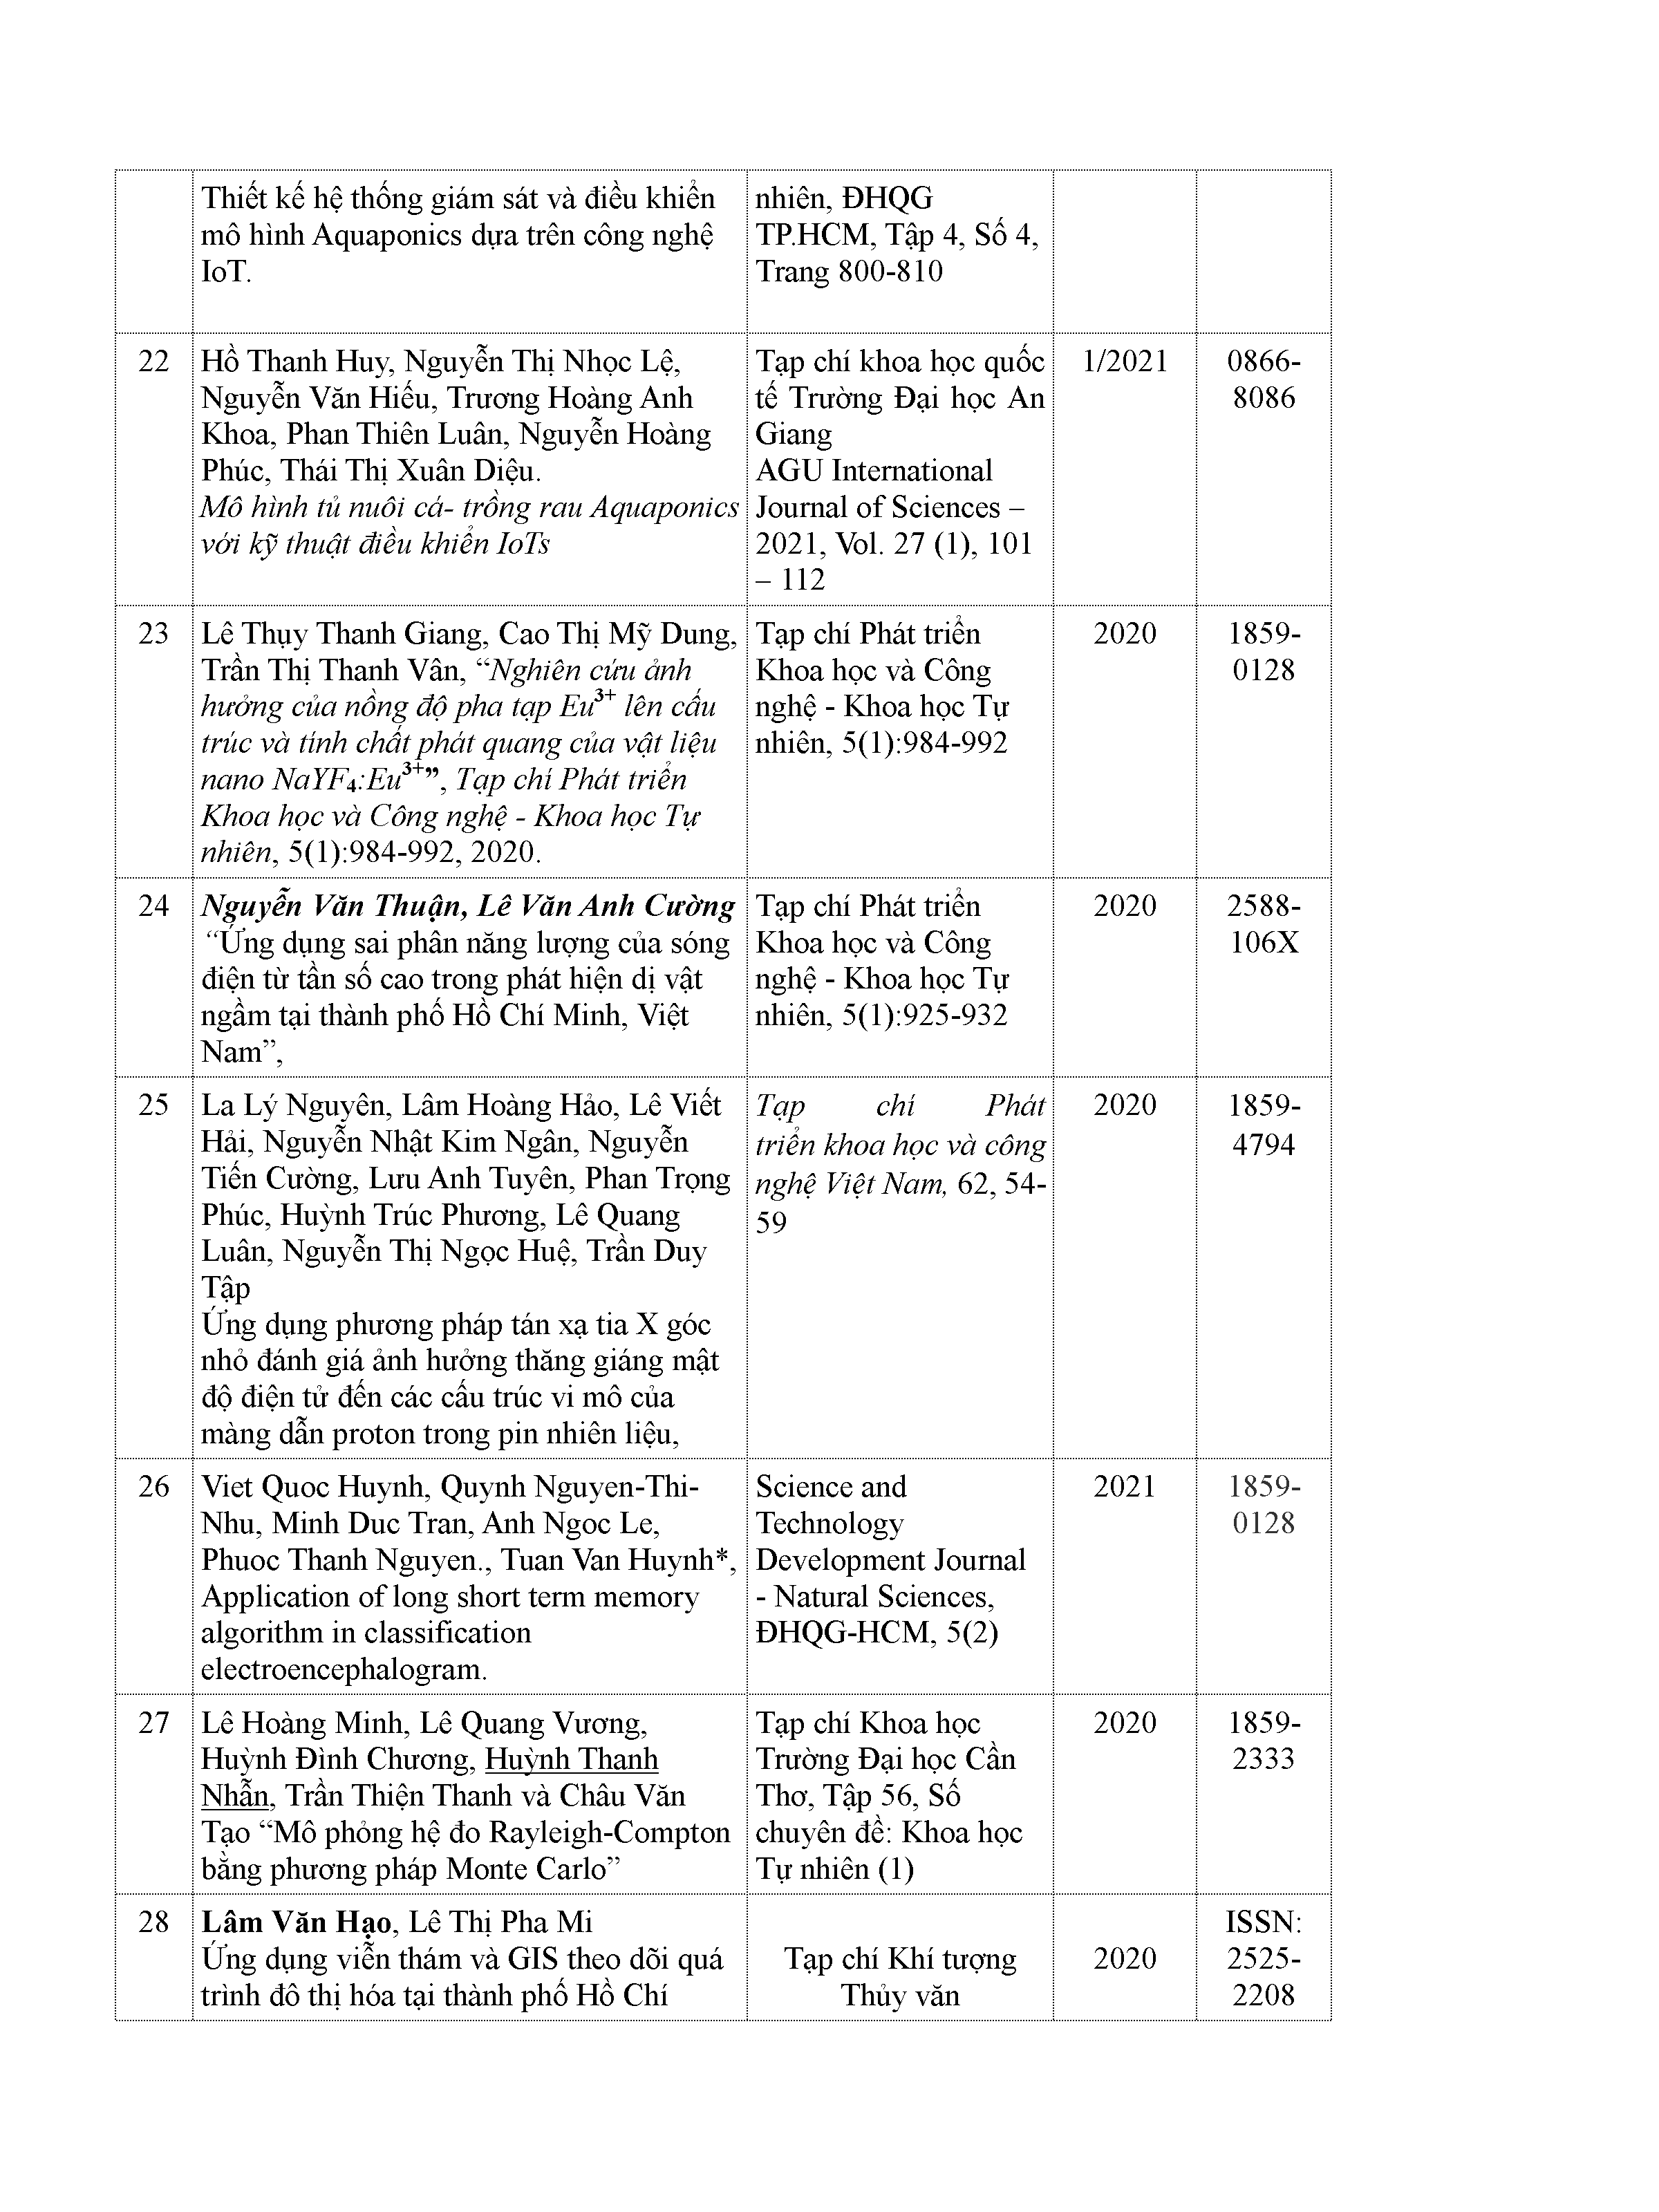 Thiết kế hệ thống giám sát và điều khiển
mô hình Aquaponics dựa trên công nghệ
IoT.
nhiên, ĐHQG
TP.HCM, Tập 4, Số 4,
Trang 800-810
22
Hồ Thanh Huy, Nguyễn Thị Nhọc Lệ,
Nguyễn Văn Hiếu, Trương Hoàng Anh
Khoa, Phan Thiên Luân, Nguyễn Hoàng
Phúc, Thái Thị Xuân Diệu.
Mô hình tủ nuôi cá- trồng rau Aquaponics
với kỹ thuật điều khiển IoTs
Tạp chí khoa học quốc
tế Trường Đại học An
Giang
AGU International
Journal of Sciences –
2021, Vol. 27 (1), 101
– 112
1/2021
0866-
8086
23
Lê Thụy Thanh Giang, Cao Thị Mỹ Dung,
Trần Thị Thanh Vân, “Nghiên cứu ảnh
hưởng của nồng độ pha tạp Eu³⁺ lên cấu
trúc và tính chất phát quang của vật liệu
nano NaYF₄:Eu³⁺”, Tạp chí Phát triển
Khoa học và Công nghệ - Khoa học Tự
nhiên, 5(1):984-992, 2020.
Tạp chí Phát triển
Khoa học và Công
nghệ - Khoa học Tự
nhiên, 5(1):984-992
2020
1859-
0128
24
Nguyễn Văn Thuận, Lê Văn Anh Cường
“Ứng dụng sai phân năng lượng của sóng
điện từ tần số cao trong phát hiện dị vật
ngầm tại thành phố Hồ Chí Minh, Việt
Nam”,
Tạp chí Phát triển
Khoa học và Công
nghệ - Khoa học Tự
nhiên, 5(1):925-932
2020
2588-
106X
25
La Lý Nguyên, Lâm Hoàng Hảo, Lê Viết
Hải, Nguyễn Nhật Kim Ngân, Nguyễn
Tiến Cường, Lưu Anh Tuyên, Phan Trọng
Phúc, Huỳnh Trúc Phương, Lê Quang
Luân, Nguyễn Thị Ngọc Huệ, Trần Duy
Tập
Ứng dụng phương pháp tán xạ tia X góc
nhỏ đánh giá ảnh hưởng thăng giáng mật
độ điện tử đến các cấu trúc vi mô của
màng dẫn proton trong pin nhiên liệu,
Tạp chí Phát
triển khoa học và công
nghệ Việt Nam, 62, 54-
59
2020
1859-
4794
26
Viet Quoc Huynh, Quynh Nguyen-Thi-
Nhu, Minh Duc Tran, Anh Ngoc Le,
Phuoc Thanh Nguyen., Tuan Van Huynh*,
Application of long short term memory
algorithm in classification
electroencephalogram.
Science and
Technology
Development Journal
- Natural Sciences,
ĐHQG-HCM, 5(2)
2021
1859-
0128
27
Lê Hoàng Minh, Lê Quang Vương,
Huỳnh Đình Chương, Huỳnh Thanh
Nhẫn, Trần Thiện Thanh và Châu Văn
Tạo “Mô phỏng hệ đo Rayleigh-Compton
bằng phương pháp Monte Carlo”
Tạp chí Khoa học
Trường Đại học Cần
Thơ, Tập 56, Số
chuyên đề: Khoa học
Tự nhiên (1)
2020
1859-
2333
28
Lâm Văn Hạo, Lê Thị Pha Mi
Ứng dụng viễn thám và GIS theo dõi quá
trình đô thị hóa tại thành phố Hồ Chí
Tạp chí Khí tượng
Thủy văn
2020
ISSN:
2525-
2208